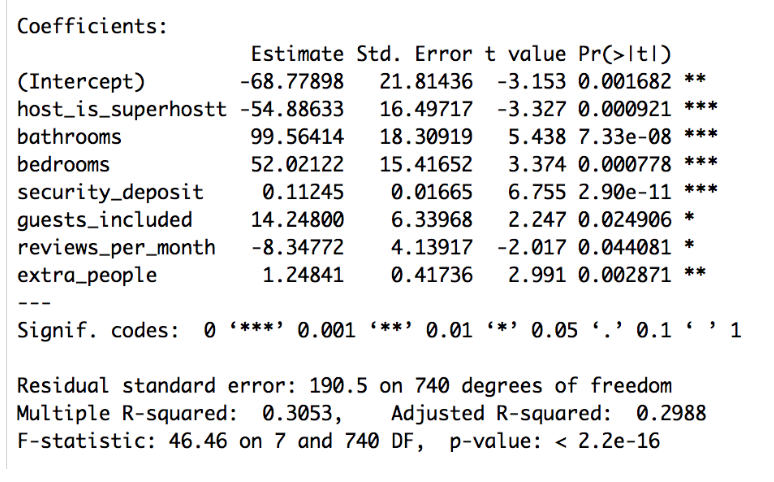 Coefficients:
                   Estimate Std. Error t value Pr(>|t|)
(Intercept)       -68.77898   21.81436  -3.153 0.001682 **
host_is_superhostt -54.88633   16.49717  -3.327 0.000921 ***
bathrooms          99.56414   18.30919   5.438 7.33e-08 ***
bedrooms           52.02122   15.41652   3.374 0.000778 ***
security_deposit    0.11245    0.01665   6.755 2.90e-11 ***
guests_included    14.24800    6.33968   2.247 0.024906 *
reviews_per_month  -8.34772    4.13917  -2.017 0.044081 *
extra_people        1.24841    0.41736   2.991 0.002871 **
---
Signif. codes:  0 ‘***’ 0.001 ‘**’ 0.01 ‘*’ 0.05 ‘.’ 0.1 ‘ ’ 1
Residual standard error: 190.5 on 740 degrees of freedom
Multiple R-squared:  0.3053,    Adjusted R-squared:  0.2988
F-statistic: 46.46 on 7 and 740 DF,  p-value: < 2.2e-16